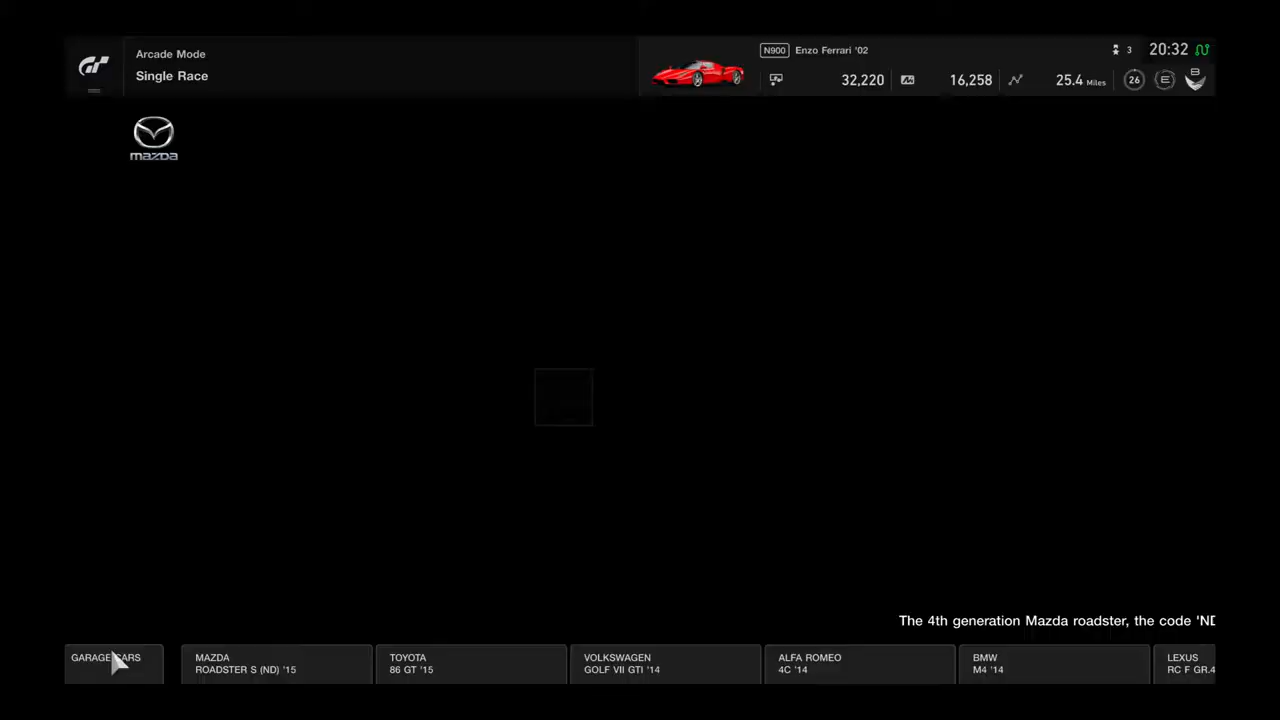 Arcade Mode
Single Race
N900 Enzo Ferrari '02
3 20:32
32,220 16,258 25.4 Miles 26 E B
mazda
The 4th generation Mazda roadster, the code 'ND
GARAGE CARS
MAZDA
ROADSTER S (ND) '15
TOYOTA
86 GT '15
VOLKSWAGEN
GOLF VII GTI '14
ALFA ROMEO
4C '14
BMW
M4 '14
LEXUS
RC F GR.4